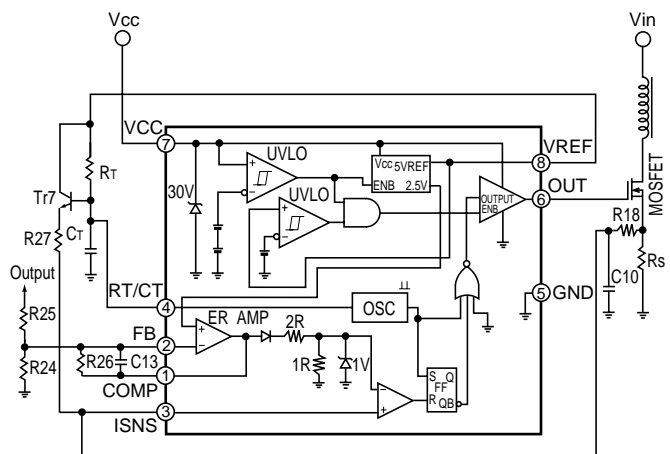 Vcc
Vin
VCC
7
UVLO
Vcc 5VREF
ENB 2.5V
8
VREF
RT
30V
UVLO
OUTPUT
ENB
6
OUT
MOSFET
Tr7
R27
CT
R18
Rs
C10
Output
RT/CT
4
OSC
5
GND
R25
FB
2
ER AMP
2R
R24
R26
C13
1
COMP
1R
1V
S Q
FF
R QB
3
ISNS